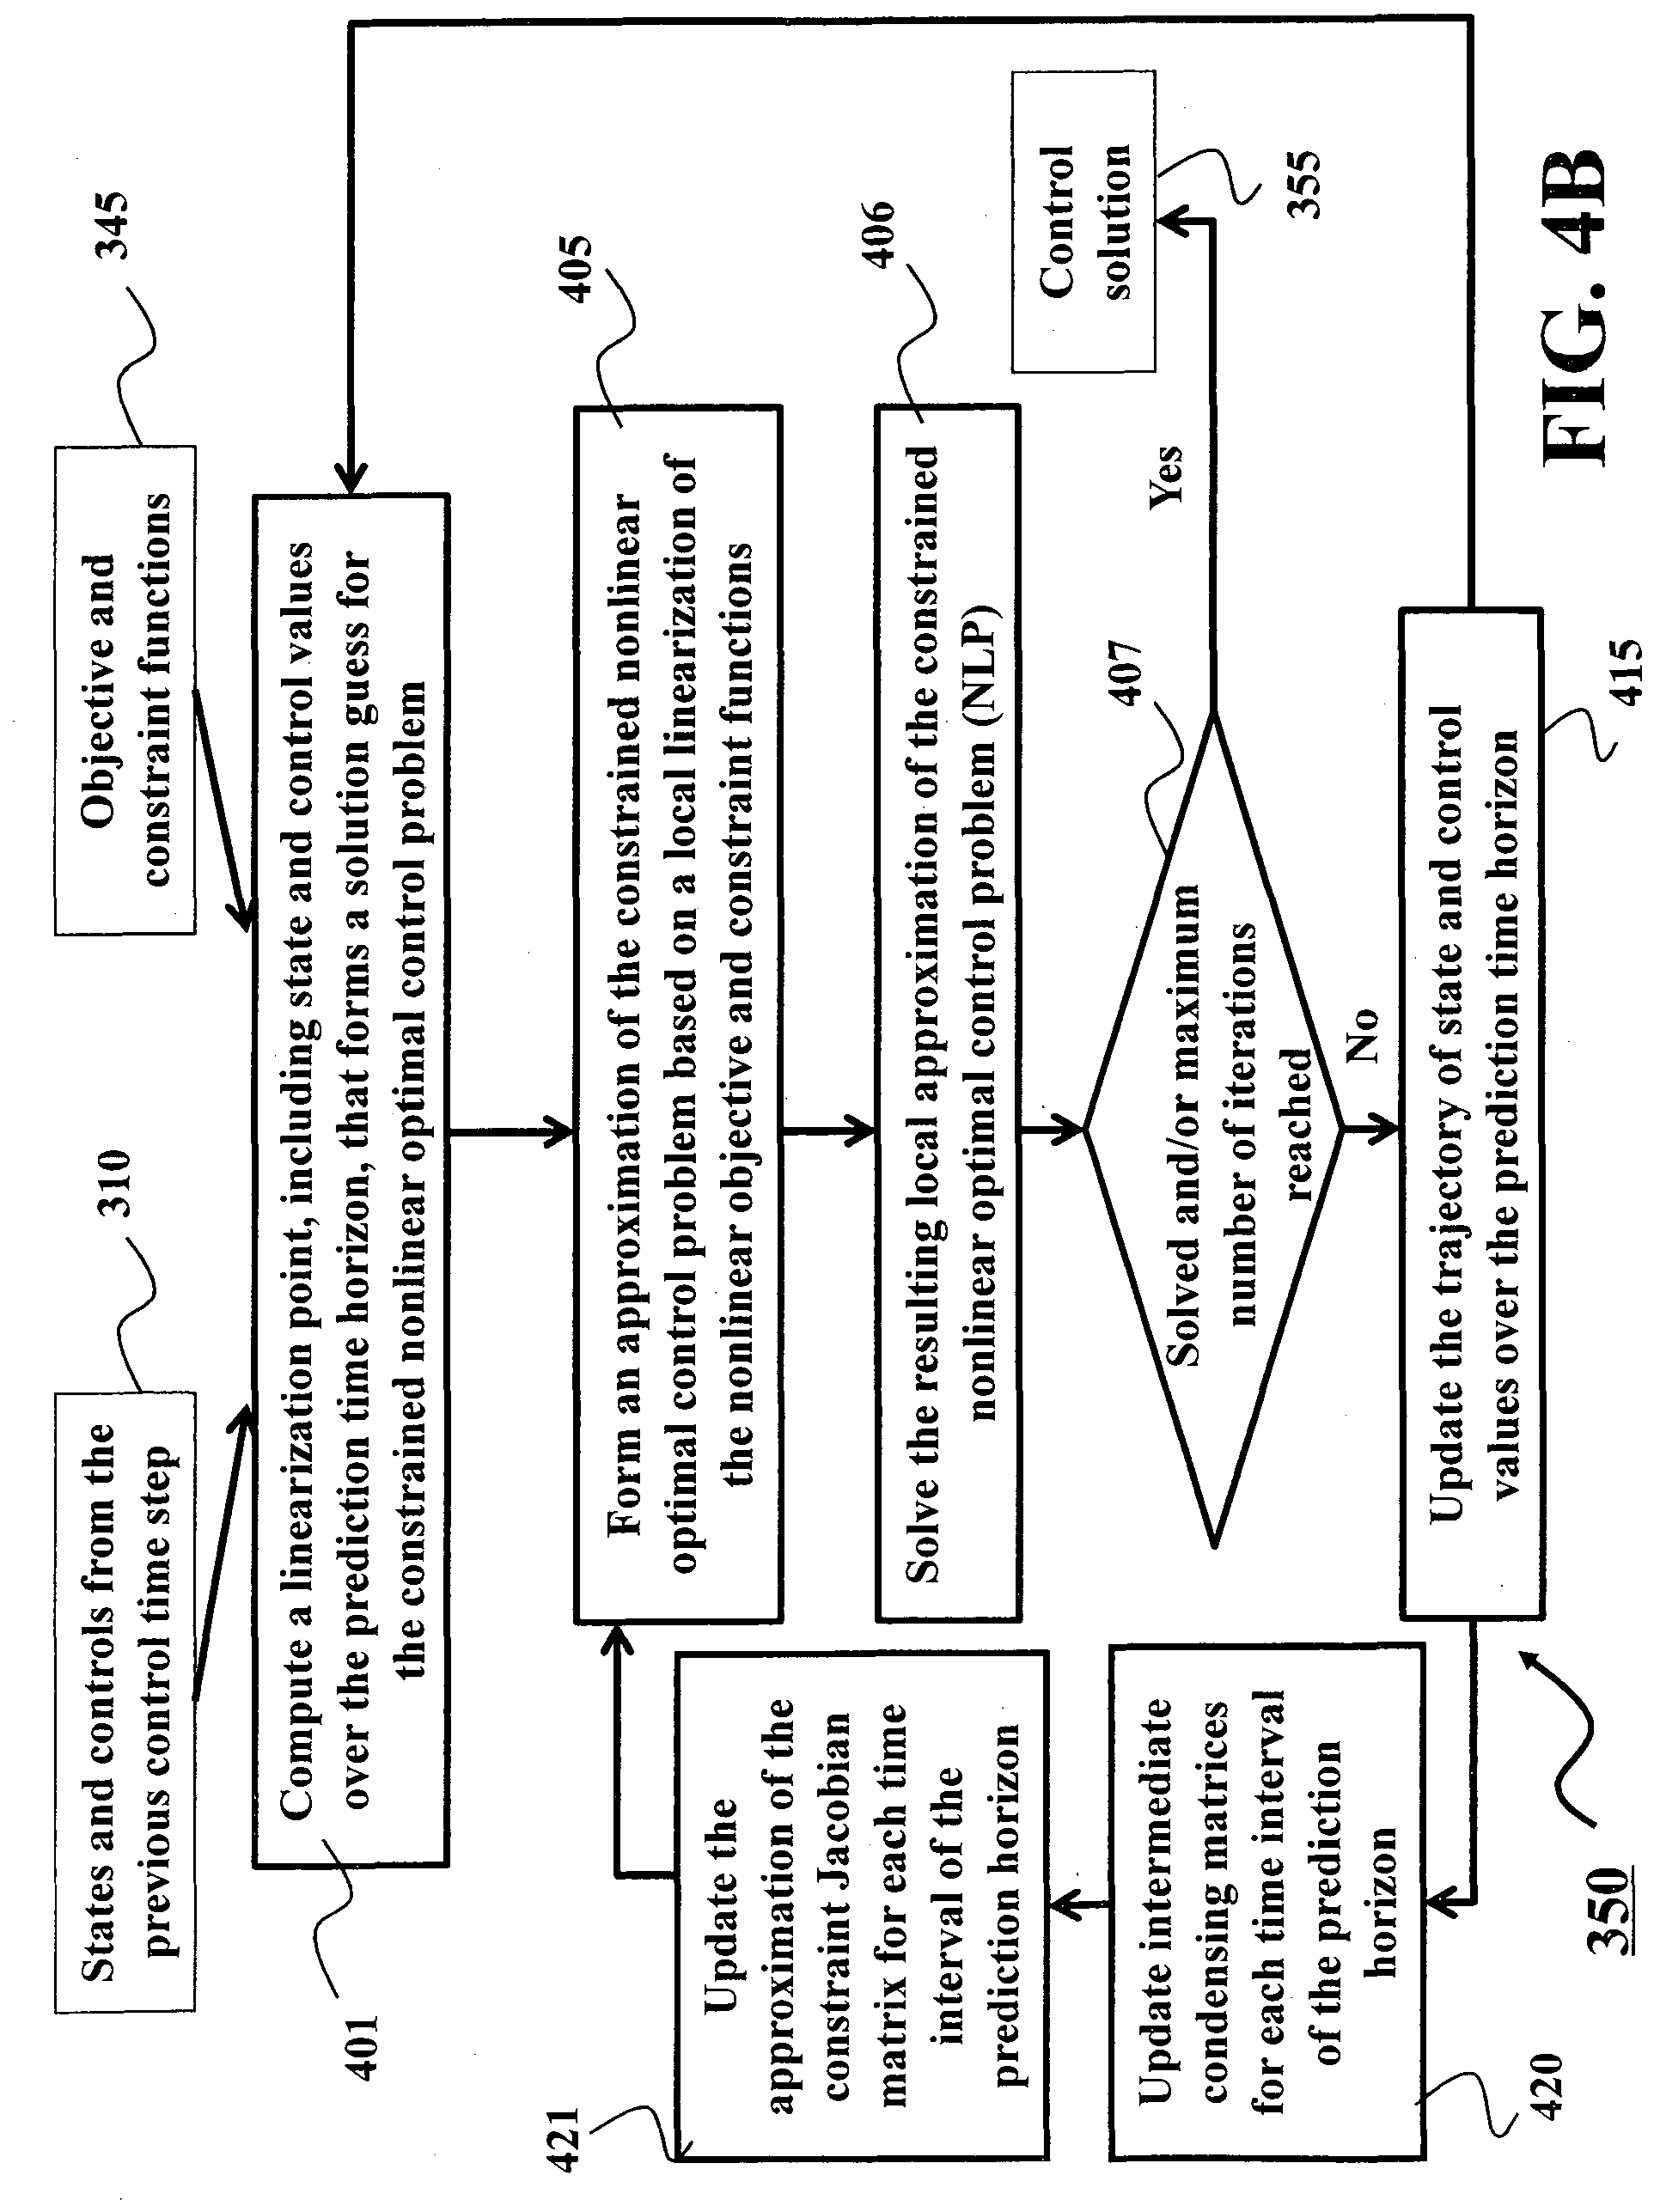 310
States and controls from the
previous control time step
345
Objective and
constraint functions
401
Compute a linearization point, including state and control values
over the prediction time horizon, that forms a solution guess for
the constrained nonlinear optimal control problem
405
Form an approximation of the constrained nonlinear
optimal control problem based on a local linearization of
the nonlinear objective and constraint functions
421
Update the
approximation of the
constraint Jacobian
matrix for each time
interval of the
prediction horizon
406
Solve the resulting local approximation of the constrained
nonlinear optimal control problem (NLP)
Control
solution
355
407
Solved and/or maximum
number of iterations
reached
Yes
No
Update intermediate
condensing matrices
for each time interval
of the prediction
horizon
420
Update the trajectory of state and control
values over the prediction time horizon
415
350
FIG. 4B